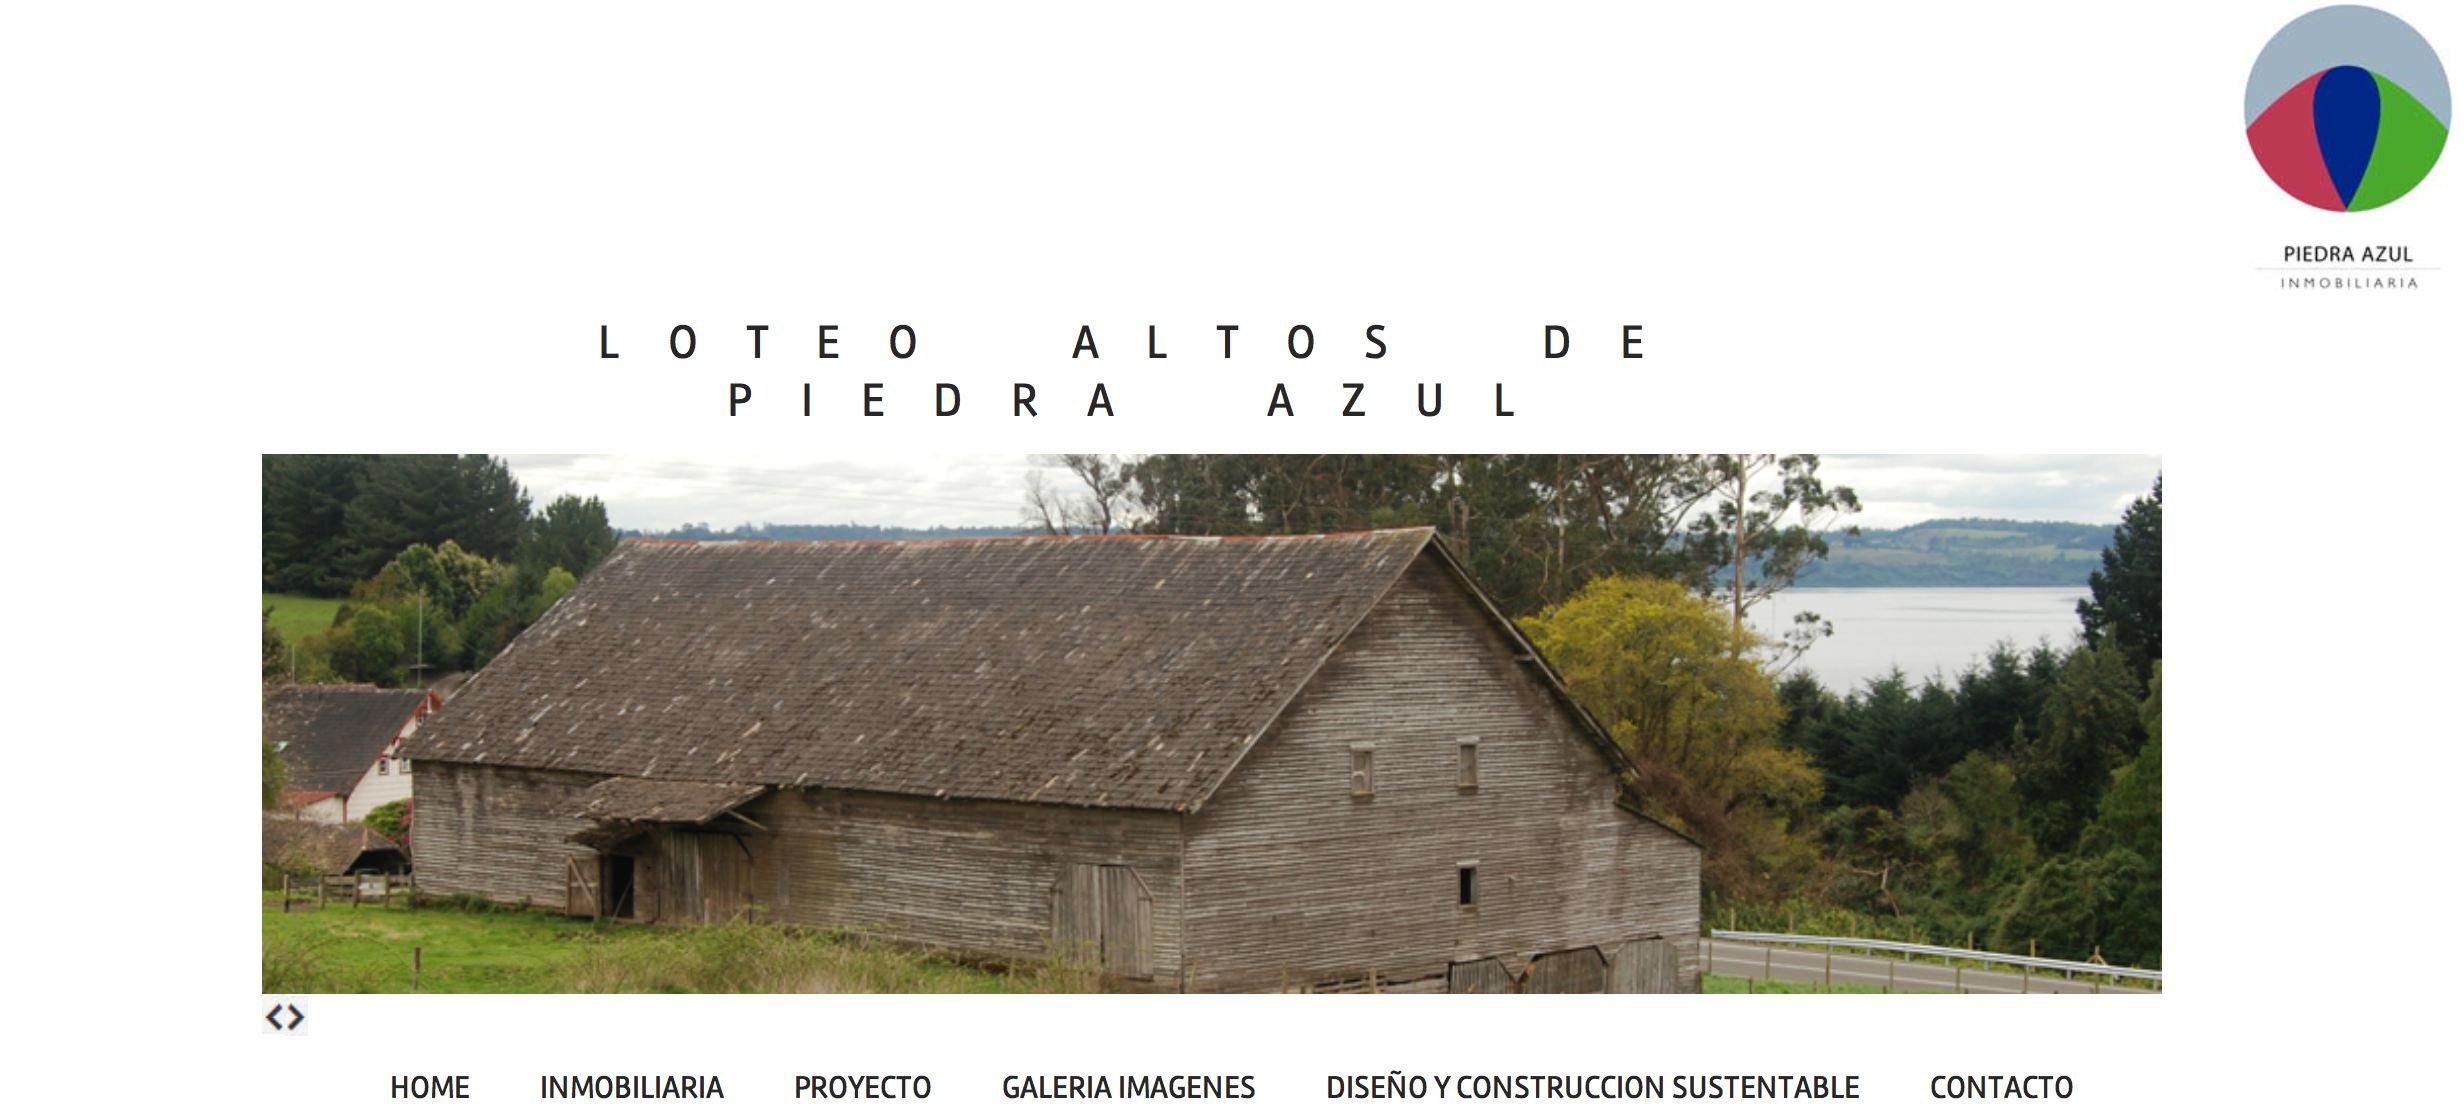 PIEDRA AZUL
INMOBILIARIA
LOTEO ALTOS DE
PIEDRA AZUL
HOME INMOBILIARIA PROYECTO GALERIA IMAGENES DISEÑO Y CONSTRUCCION SUSTENTABLE CONTACTO